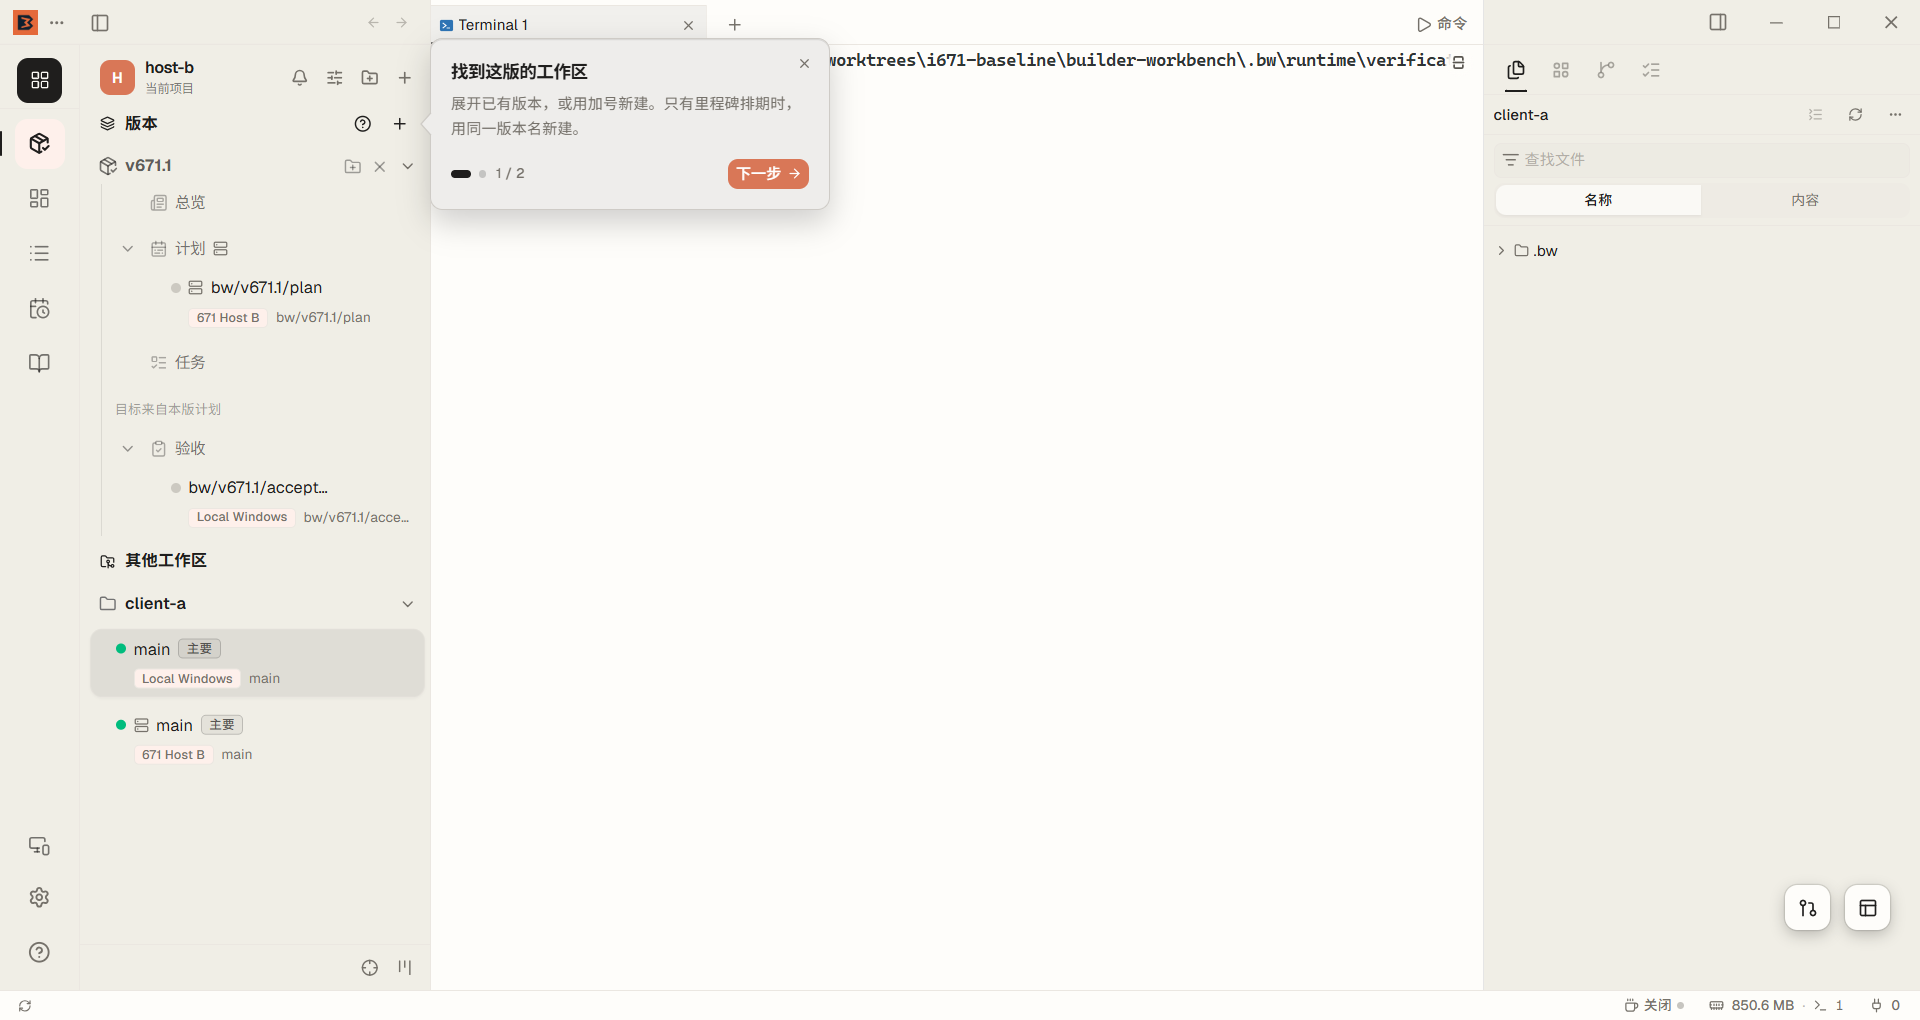 Terminal 1
命令
H
host-b
当前项目
版本
v671.1
总览
计划
bw/v671.1/plan
671 Host B
bw/v671.1/plan
任务
目标来自本版计划
验收
bw/v671.1/accept...
Local Windows
bw/v671.1/acce...
其他工作区
client-a
main
主要
Local Windows
main
main
主要
671 Host B
main
找到这版的工作区
展开已有版本，或用加号新建。只有里程碑排期时，
用同一版本名新建。
1 / 2
下一步
worktrees\i671-baseline\builder-workbench\.bw\runtime\verifica
client-a
查找文件
名称
内容
.bw
关闭
850.6 MB
·
1
0